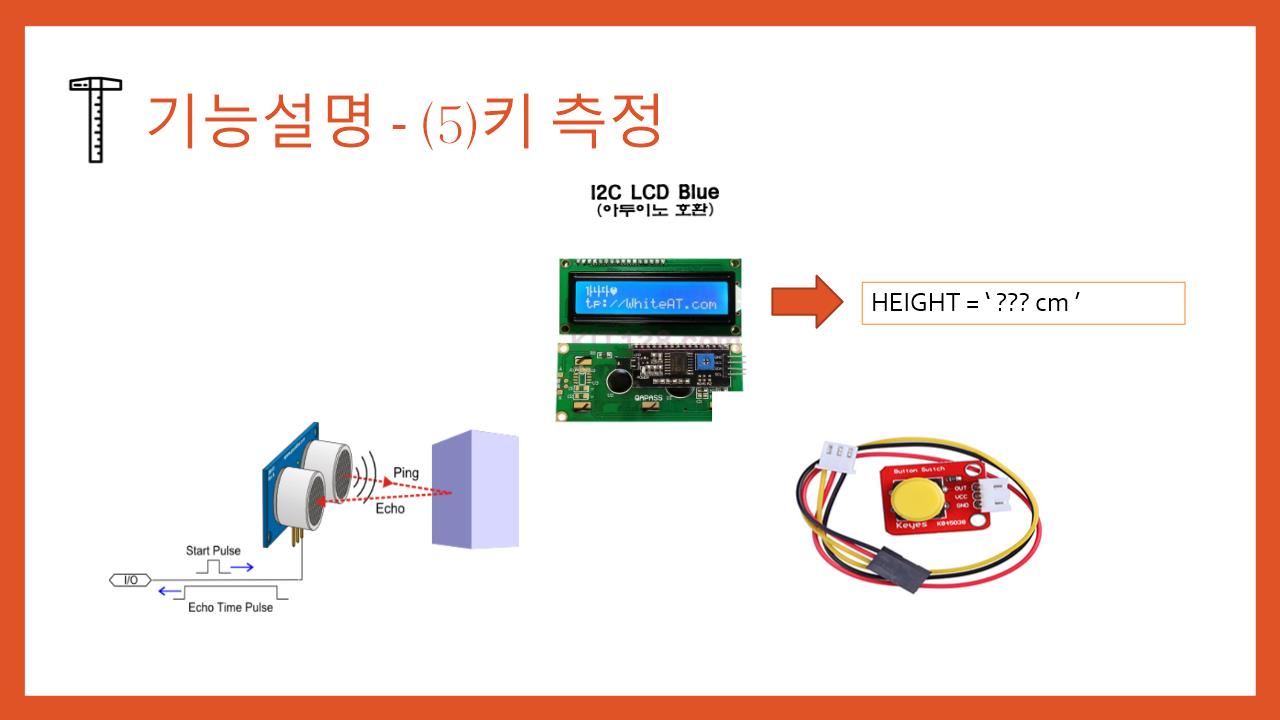 기능설명 - (5)키 측정
I2C LCD Blue
(아두이노 호환)
가나다♥
tp://WhiteAT.com
HEIGHT = ‘ ??? cm ’
QAPASS
Ping
Echo
Start Pulse
I/O
Echo Time Pulse
Button Switch
OUT
VCC
GND
Keyes
K845038